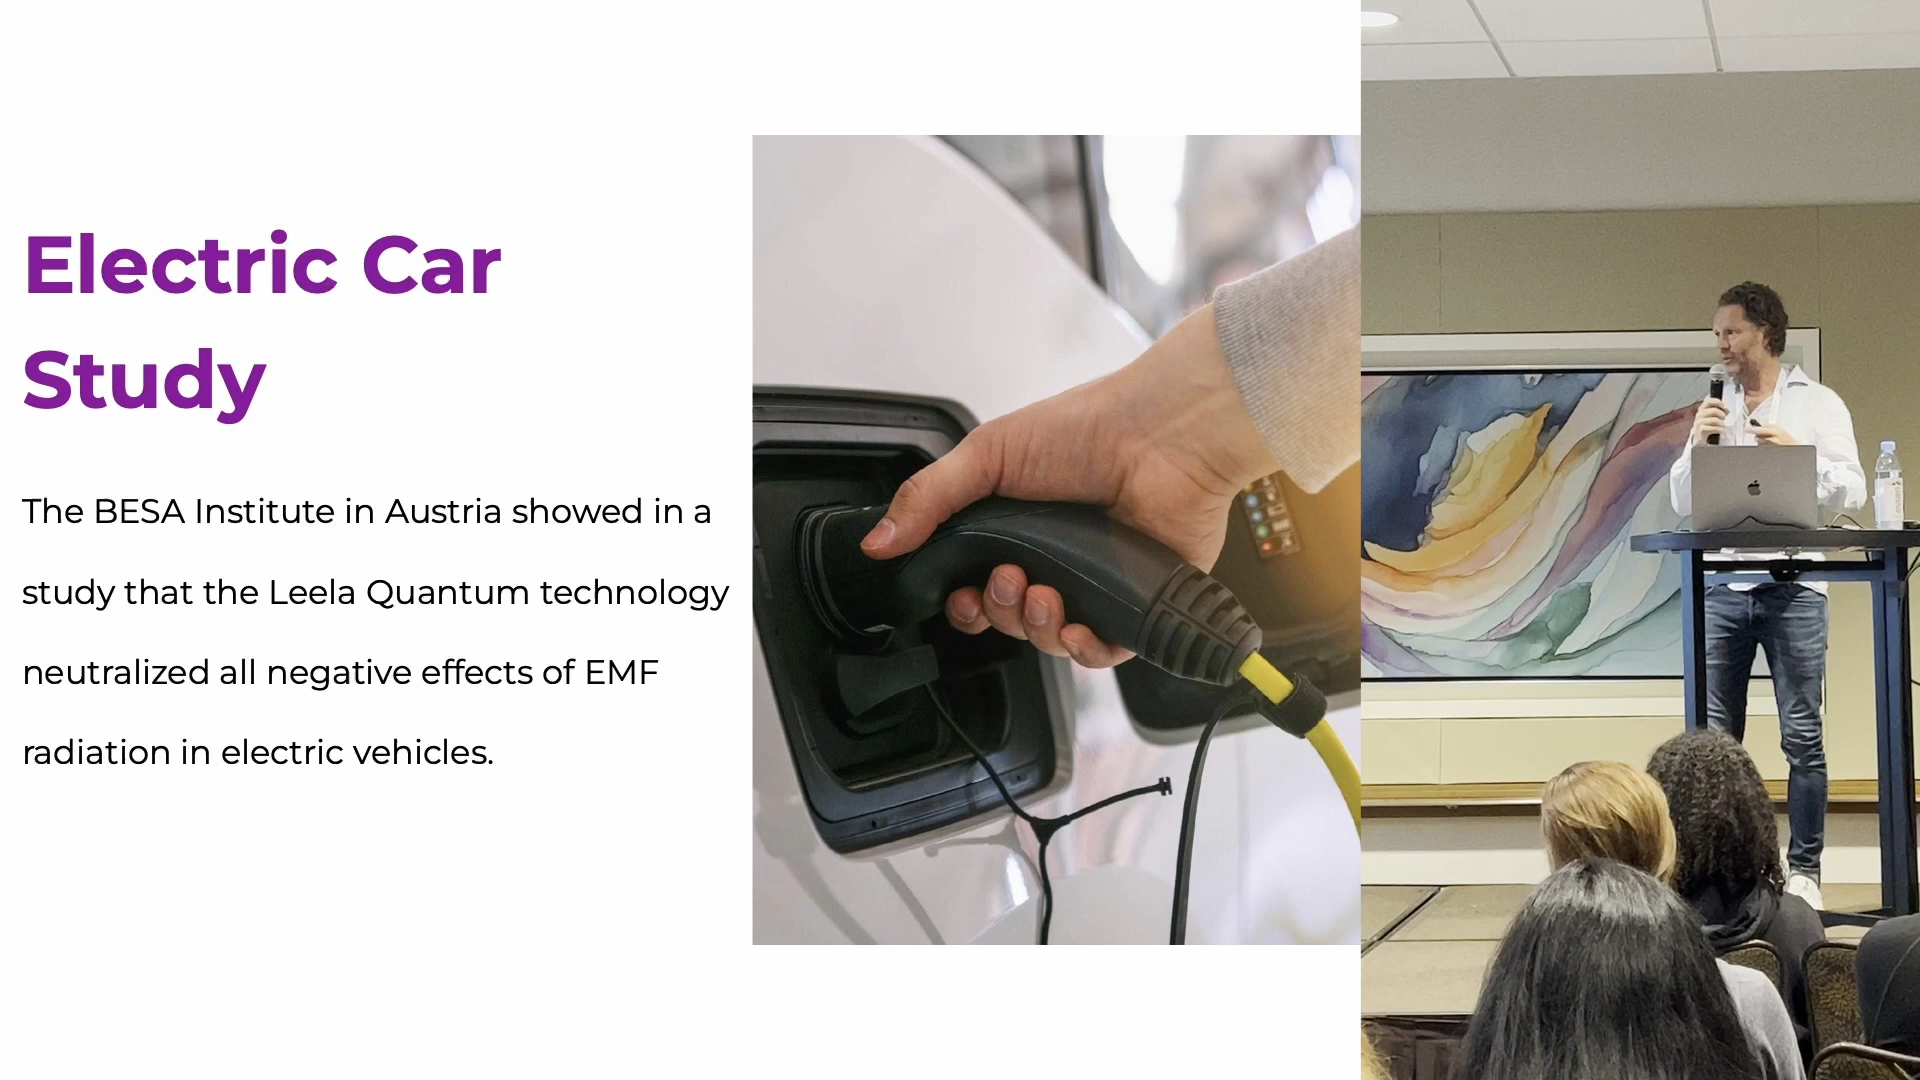 Electric Car
Study
The BESA Institute in Austria showed in a
study that the Leela Quantum technology
neutralized all negative effects of EMF
radiation in electric vehicles.